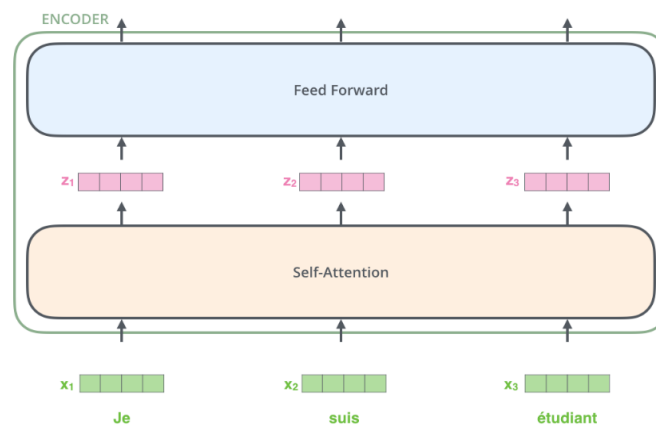 ENCODER
Feed Forward
z₁ z₂ z₃
Self-Attention
x₁ x₂ x₃
Je suis étudiant